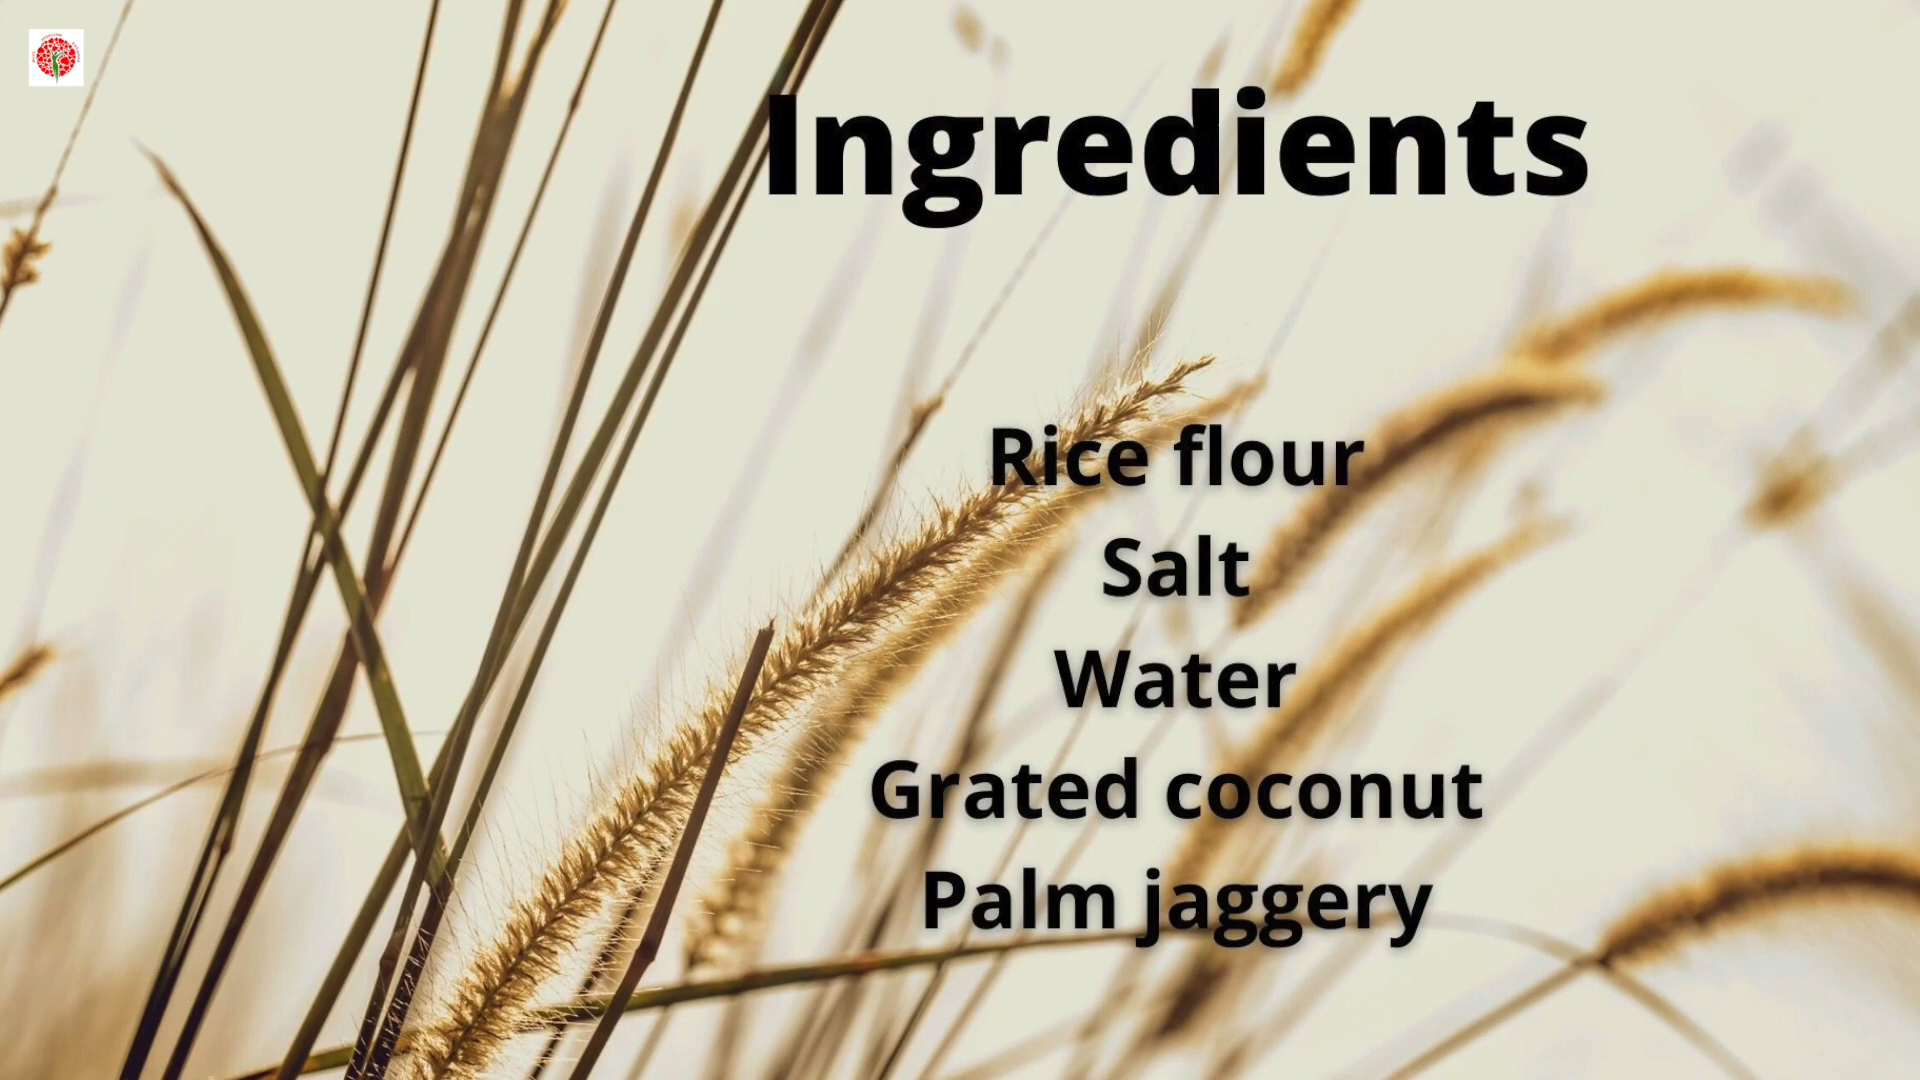 Ingredients
Rice flour
Salt
Water
Grated coconut
Palm jaggery